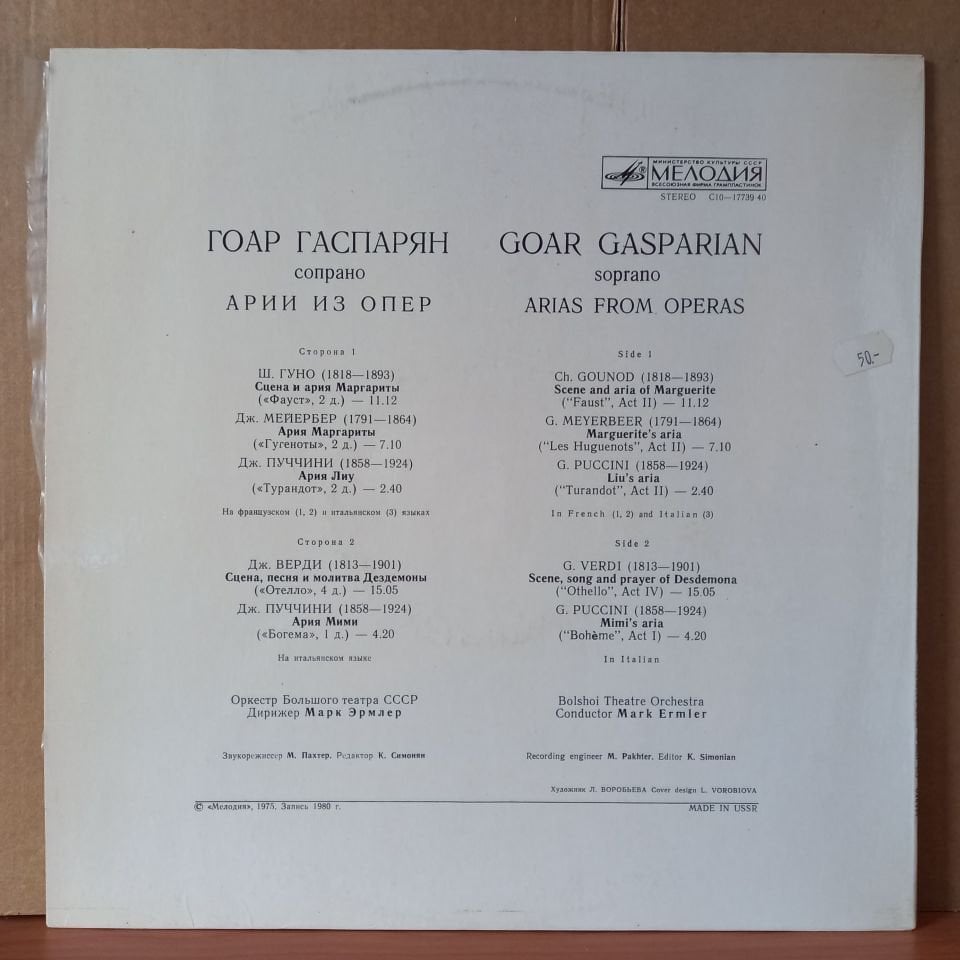 МИНИСТЕРСТВО КУЛЬТУРЫ СССР
МЕЛОДИЯ
ВСЕСОЮЗНАЯ ФИРМА ГРАМПЛАСТИНОК
STEREO С10—17739-40
ГОАР ГАСПАРЯН
сопрано
АРИИ ИЗ ОПЕР
Сторона 1
Ш. ГУНО (1818—1893)
Сцена и ария Маргариты
(«Фауст», 2 д.) — 11.12
Дж. МЕЙЕРБЕР (1791—1864)
Ария Маргариты
(«Гугеноты», 2 д.) — 7.10
Дж. ПУЧЧИНИ (1858—1924)
Ария Лиу
(«Турандот», 2 д.) — 2.40
На французском (1, 2) и итальянском (3) языках
Сторона 2
Дж. ВЕРДИ (1813—1901)
Сцена, песня и молитва Дездемоны
(«Отелло», 4 д.) — 15.05
Дж. ПУЧЧИНИ (1858—1924)
Ария Мими
(«Богема», 1 д.) — 4.20
На итальянском языке
Оркестр Большого театра СССР
Дирижер Марк Эрмлер
Звукорежиссер М. Пахтер. Редактор К. Симонян
GOAR GASPARIAN
soprano
ARIAS FROM OPERAS
Side 1
Ch. GOUNOD (1818—1893)
Scene and aria of Marguerite
("Faust", Act II) — 11.12
G. MEYERBEER (1791—1864)
Marguerite's aria
("Les Huguenots", Act II) — 7.10
G. PUCCINI (1858—1924)
Liu's aria
("Turandot", Act II) — 2.40
In French (1, 2) and Italian (3)
Side 2
G. VERDI (1813—1901)
Scene, song and prayer of Desdemona
("Othello", Act IV) — 15.05
G. PUCCINI (1858—1924)
Mimi's aria
("Bohème", Act I) — 4.20
In Italian
Bolshoi Theatre Orchestra
Conductor Mark Ermler
Recording engineer M. Pakhter. Editor K. Simonian
50.-
Художник Л. ВОРОБЬЕВА Cover design L. VOROBIOVA
© «Мелодия», 1975. Запись 1980 г.
MADE IN USSR